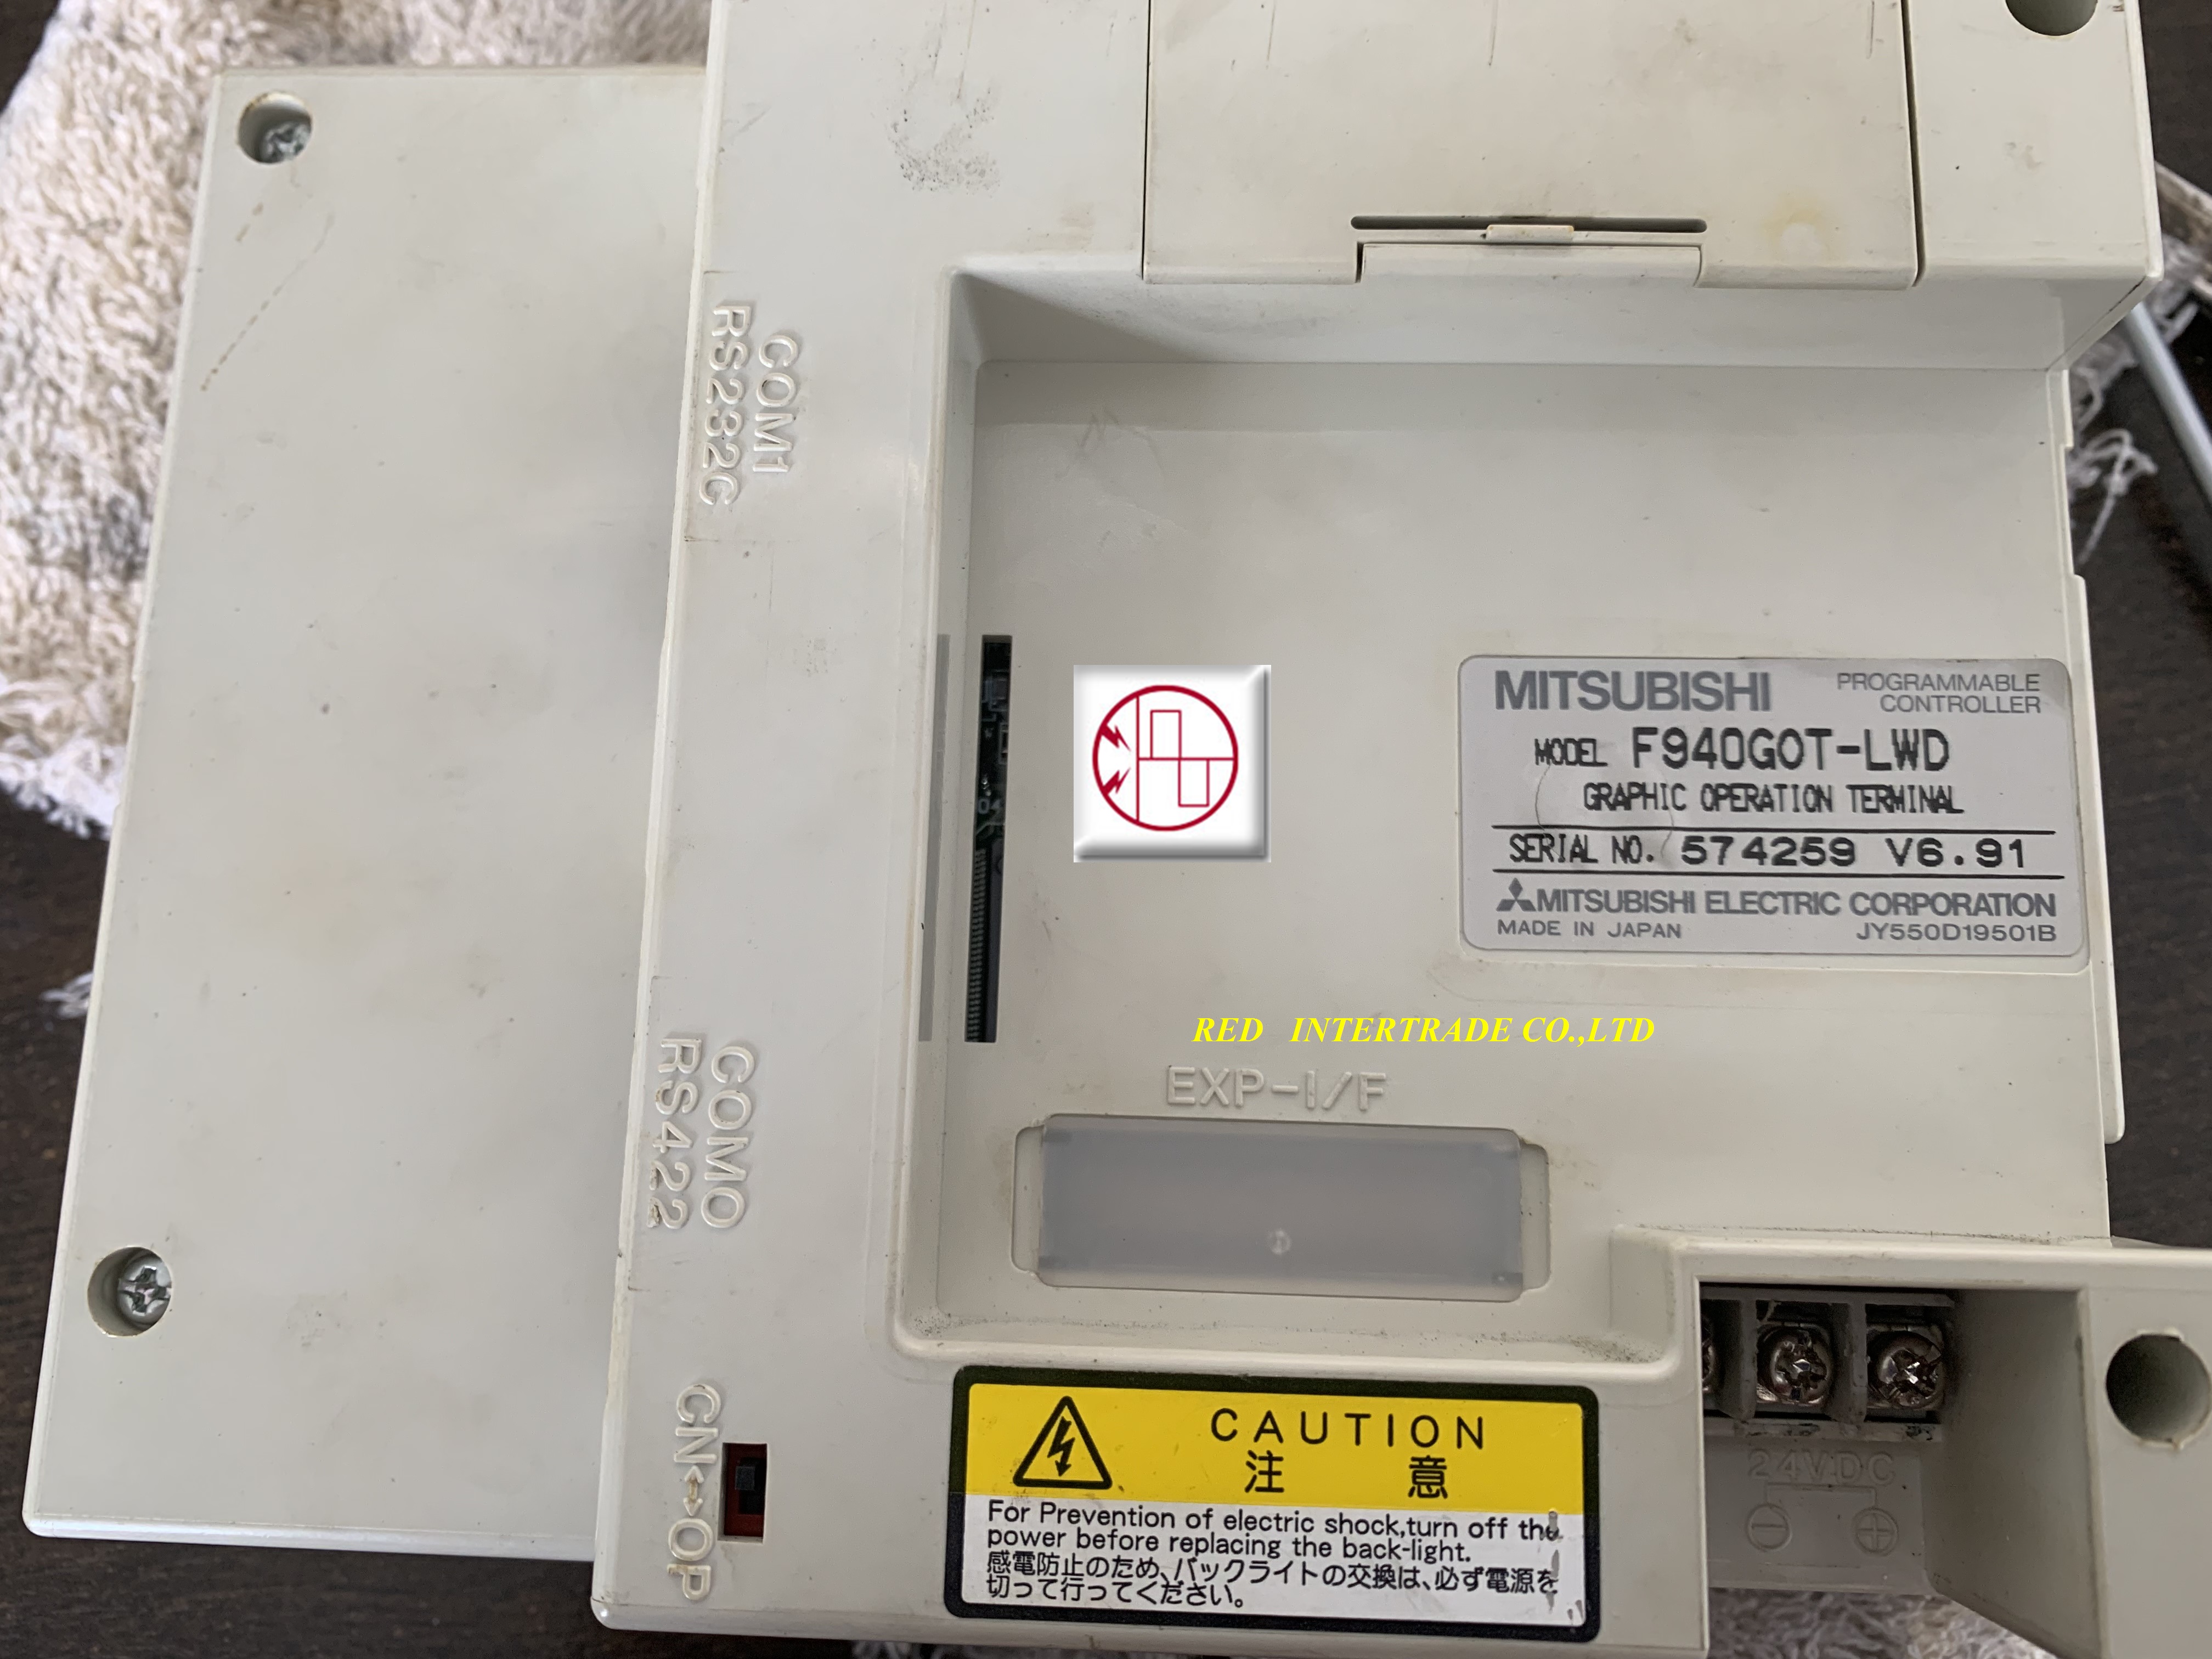 COM1
RS232C
MITSUBISHI
PROGRAMMABLE
CONTROLLER
MODEL F940GOT-LWD
GRAPHIC OPERATION TERMINAL
SERIAL NO. 574259 V6.91
MITSUBISHI ELECTRIC CORPORATION
MADE IN JAPAN JY550D19501B
RED INTERTRADE CO.,LTD
EXP-I/F
COM0
RS422
CN↔OP
CAUTION
注意
For Prevention of electric shock,turn off the
power before replacing the back-light.
感電防止のため、バックライトの交換は、必ず電源を
切って行ってください。
24VDC
- +